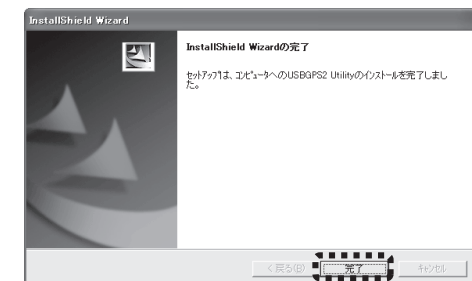 InstallShield Wizard
InstallShield Wizardの完了
セットアップは、コンピュータへのUSBGPS2 Utilityのインストールを完了しまし
た。
< 戻る(B)
完了
キャンセル